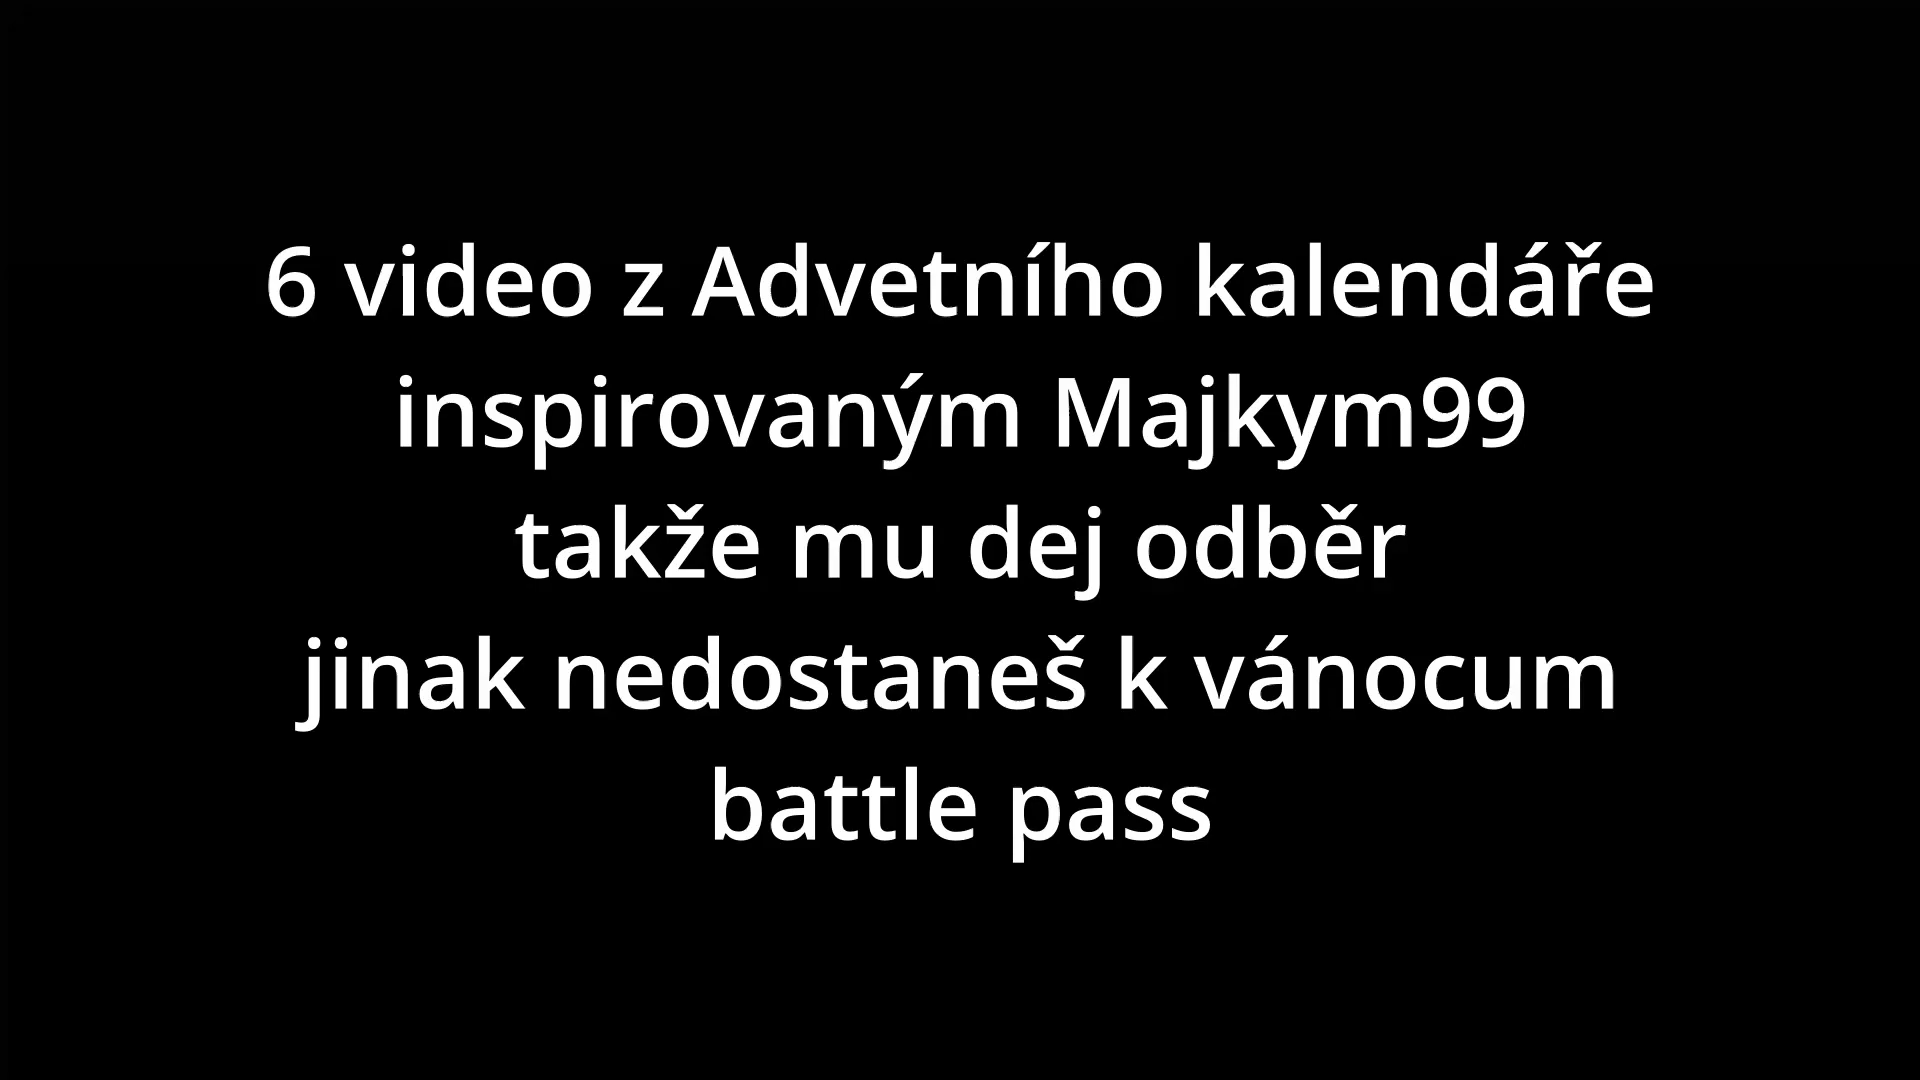 6 video z Advetního kalendáře
inspirovaným Majkym99
takže mu dej odběr
jinak nedostaneš k vánocum
battle pass